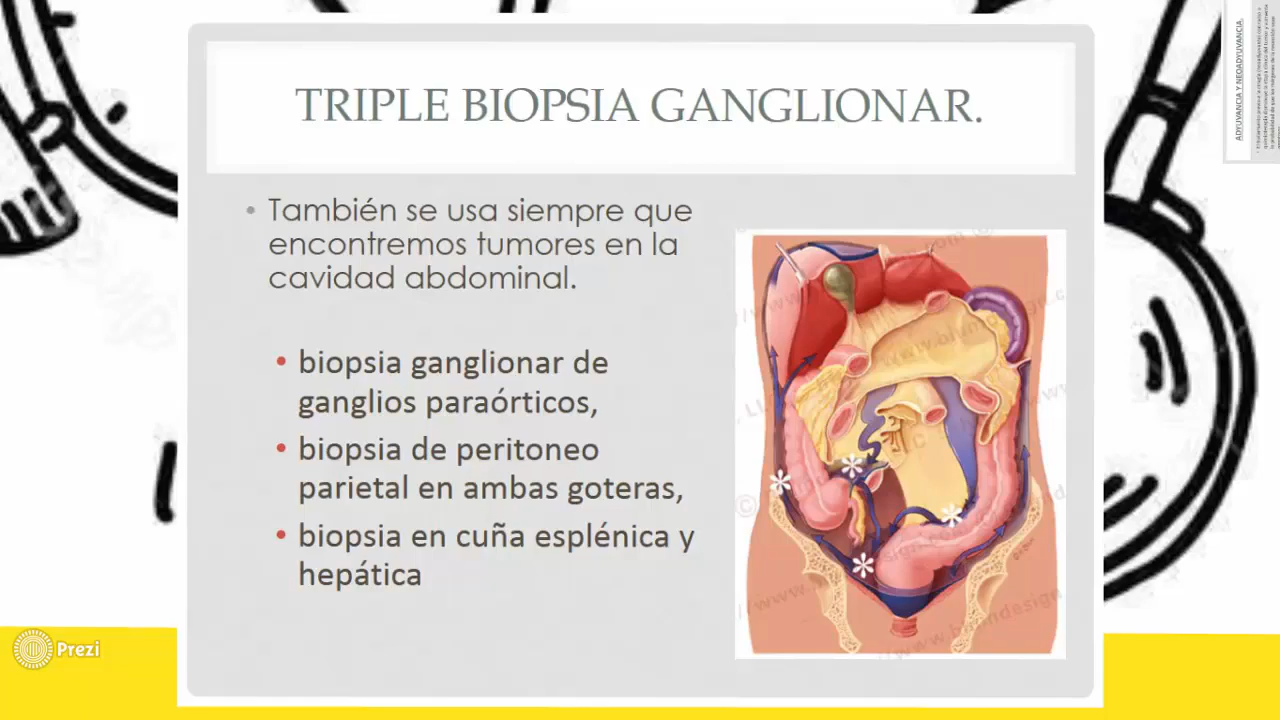 TRIPLE BIOPSIA GANGLIONAR.
• También se usa siempre que
encontremos tumores en la
cavidad abdominal.
• biopsia ganglionar de
ganglios paraórticos,
• biopsia de peritoneo
parietal en ambas goteras,
• biopsia en cuña esplénica y
hepática
Prezi
ADYUVANCIA Y NEOADYUVANCIA.